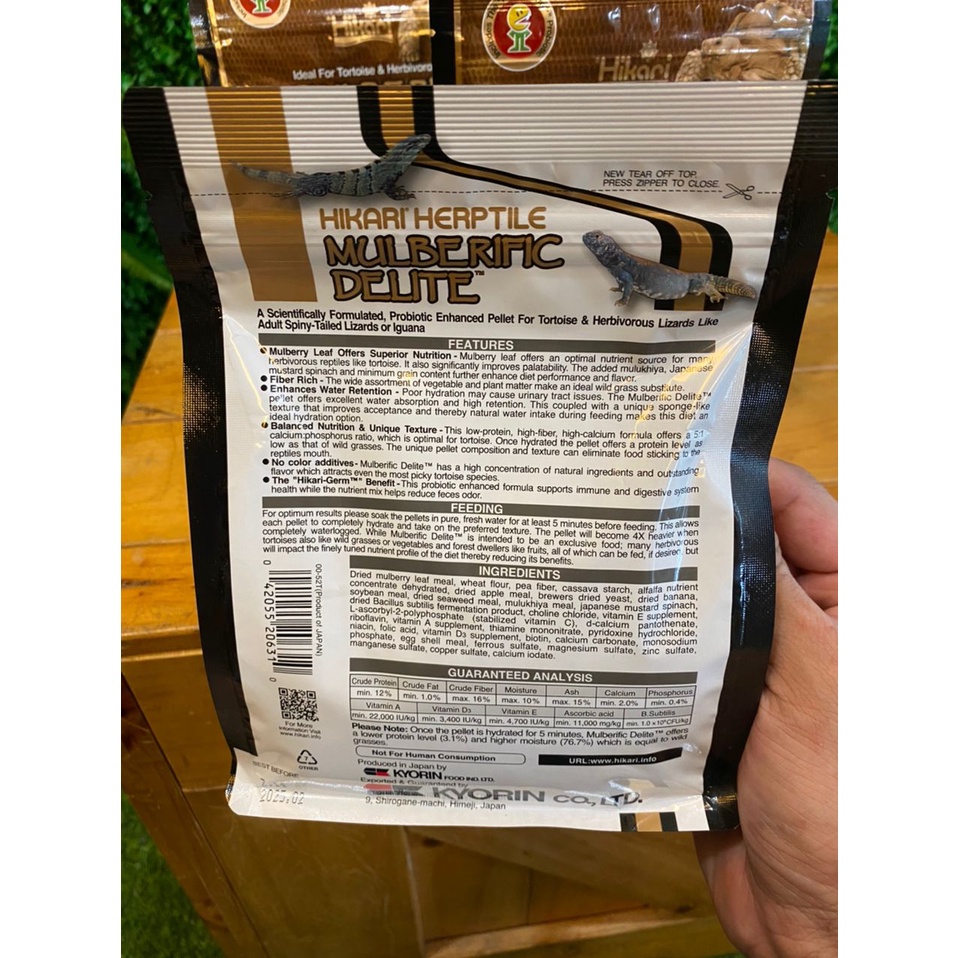 Ideal For Tortoise & Herbivoro
Hikari
NEW TEAR OFF TOP.
PRESS ZIPPER TO CLOSE.
HIKARI HERPTILE
MULBERIFIC
DELITE™
A Scientifically Formulated, Probiotic Enhanced Pellet For Tortoise & Herbivorous Lizards Like
Adult Spiny-Tailed Lizards or Iguana
FEATURES
Mulberry Leaf Offers Superior Nutrition - Mulberry leaf offers an optimal nutrient source for many
herbivorous reptiles like tortoise. It also significantly improves palatability. The added mulukhiya, Japanese
mustard spinach and minimum grain content further enhance diet performance and flavor.
● Fiber Rich - The wide assortment of vegetable and plant matter make an ideal wild grass substitute.
● Enhances Water Retention - Poor hydration may cause urinary tract issues. The Mulberific Delite™
pellet offers excellent water absorption and high retention. This coupled with a unique sponge-like
texture that improves acceptance and thereby natural water intake during feeding makes this diet an
ideal hydration option.
● Balanced Nutrition & Unique Texture - This low-protein, high-fiber, high-calcium formula offers a 5:1
calcium:phosphorus ratio, which is optimal for tortoise. Once hydrated the pellet offers a protein level as
low as that of wild grasses. The unique pellet composition and texture can eliminate food sticking to the
reptiles mouth.
● No color additives- Mulberific Delite™ has a high concentration of natural ingredients and outstanding
flavor which attracts even the most picky tortoise species.
● The "Hikari-Germ™" Benefit -This probiotic enhanced formula supports immune and digestive system
health while the nutrient mix helps reduce feces odor.
FEEDING
For optimum results please soak the pellets in pure, fresh water for at least 5 minutes before feeding. This allows
each pellet to completely hydrate and take on the preferred texture. The pellet will become 4X heavier when
completely waterlogged. While Mulberific Delite™ is intended to be an exclusive food; many herbivorous
tortoises also like wild grasses or vegetables and forest dwellers like fruits, all of which can be fed, if desired, but
will impact the finely tuned nutrient profile of the diet thereby reducing its benefits.
INGREDIENTS
Dried mulberry leaf meal, wheat flour, pea fiber, cassava starch, alfalfa nutrient
concentrate dehydrated, dried apple meal, brewers dried yeast, dried banana,
soybean meal, dried seaweed meal, mulukhiya meal, japanese mustard spinach,
dried Bacillus subtilis fermentation product, choline chloride, vitamin E supplement,
L-ascorbyl-2-polyphosphate (stabilized vitamin C), d-calcium pantothenate,
riboflavin, vitamin A supplement, thiamine mononitrate, pyridoxine hydrochloride,
niacin, folic acid, vitamin D3 supplement, biotin, calcium carbonate, monosodium
phosphate, egg shell meal, ferrous sulfate, magnesium sulfate, zinc sulfate,
manganese sulfate, copper sulfate, calcium iodate.
0 42055 20631 0
00-52T(Product of JAPAN)
GUARANTEED ANALYSIS
Crude Protein Crude Fat Crude Fiber Moisture Ash Calcium Phosphorus
min. 12% min. 1.0% max. 16% max. 10% max. 15% min. 2.0% min. 0.4%
Vitamin A Vitamin D3 Vitamin E Ascorbic acid B.Subtilis
min. 22,000 IU/kg min. 3,400 IU/kg min. 4,700 IU/kg min. 11,000 mg/kg min. CFU/kg
Please Note: Once the pellet is hydrated for 5 minutes, Mulberific Delite™ offers
a lower protein level (3.1%) and higher moisture (76.7%) which is equal to wild
grasses.
For More
Information Visit
www.hikari.info
7
OTHER
Not For Human Consumption
URL:www.hikari.info
Produced in Japan by
KYORIN FOOD IND. LTD.
Exported & Guaranteed by
KYORIN CO., LTD.
9, Shirogane-machi, Himeji, Japan
BEST BEFORE
2025.02